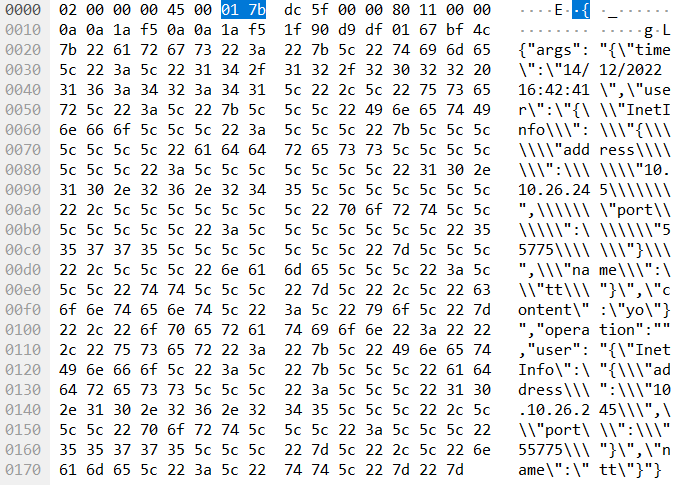 0000 02 00 00 00 45 00 01 7b dc 5f 00 00 80 11 00 00 ····E··{ ·_······
0010 0a 0a 1a f5 0a 0a 1a f5 1f 90 d9 df 01 67 bf 4c ········ ·····g·L
0020 7b 22 61 72 67 73 22 3a 22 7b 5c 22 74 69 6d 65 {"args": "{\"time
0030 5c 22 3a 5c 22 31 34 2f 31 32 2f 32 30 32 32 20 \":\"14/ 12/2022
0040 31 36 3a 34 32 3a 34 31 5c 22 2c 5c 22 75 73 65 16:42:41 \",\"use
0050 72 5c 22 3a 5c 22 7b 5c 5c 5c 22 49 6e 65 74 49 r\":\"{\ \\"InetI
0060 6e 66 6f 5c 5c 5c 22 3a 5c 5c 5c 22 7b 5c 5c 5c nfo\\\": \\\"{\\\
0070 5c 5c 5c 5c 22 61 64 64 72 65 73 73 5c 5c 5c 5c \\\\"add ress\\\\
0080 5c 5c 5c 22 3a 5c 5c 5c 5c 5c 5c 5c 22 31 30 2e \\\":\\\ \\\\"10.
0090 31 30 2e 32 36 2e 32 34 35 5c 5c 5c 5c 5c 5c 5c 10.26.24 5\\\\\\\
00a0 22 2c 5c 5c 5c 5c 5c 5c 5c 22 70 6f 72 74 5c 5c ",\\\\\\ \"port\\
00b0 5c 5c 5c 5c 5c 22 3a 5c 5c 5c 5c 5c 5c 5c 22 35 \\\\\":\ \\\\\\"5
00c0 35 37 37 35 5c 5c 5c 5c 5c 5c 5c 22 7d 5c 5c 5c 5775\\\\ \\\"}\\\
00d0 22 2c 5c 5c 5c 22 6e 61 6d 65 5c 5c 5c 22 3a 5c ",\\\"na me\\\":\
00e0 5c 5c 22 74 74 5c 5c 5c 22 7d 5c 22 2c 5c 22 63 \\"tt\\\ "}\",\"c
00f0 6f 6e 74 65 6e 74 5c 22 3a 5c 22 79 6f 5c 22 7d ontent\" :\"yo\"}
0100 22 2c 22 6f 70 65 72 61 74 69 6f 6e 22 3a 22 22 ","opera tion":""
0110 2c 22 75 73 65 72 22 3a 22 7b 5c 22 49 6e 65 74 ,"user": "{\"Inet
0120 49 6e 66 6f 5c 22 3a 5c 22 7b 5c 5c 5c 22 61 64 Info\":\ "{\\\"ad
0130 64 72 65 73 73 5c 5c 5c 22 3a 5c 5c 5c 22 31 30 dress\\\ ":\\\"10
0140 2e 31 30 2e 32 36 2e 32 34 35 5c 5c 5c 22 2c 5c .10.26.2 45\\\",\
0150 5c 5c 22 70 6f 72 74 5c 5c 5c 22 3a 5c 5c 5c 22 \\"port\ \\":\\\"
0160 35 35 37 37 35 5c 5c 5c 22 7d 5c 22 2c 5c 22 6e 55775\\\ "}\",\"n
0170 61 6d 65 5c 22 3a 5c 22 74 74 5c 22 7d 22 7d ame\":\" tt\"}"}